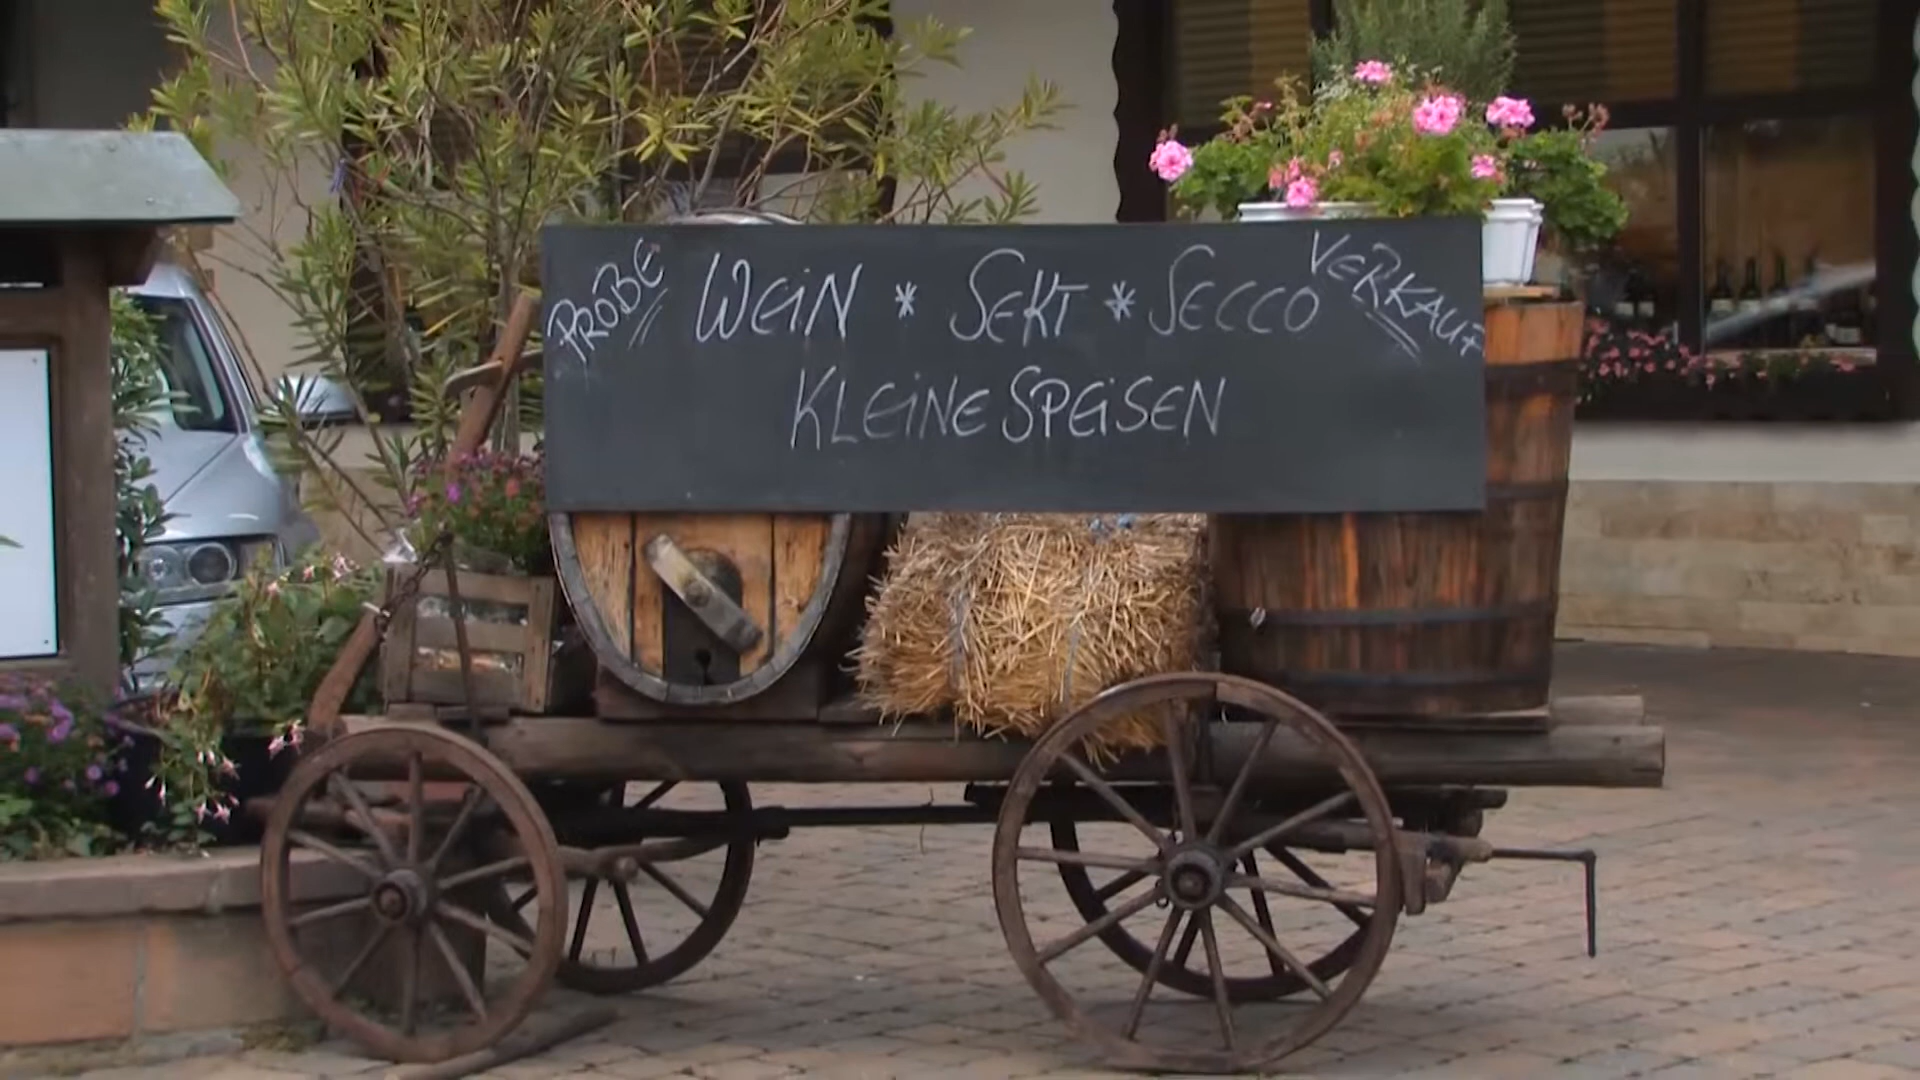 PROBE
WEIN * SEKT * SECCO
VERKAUF
KLEINE SPEISEN